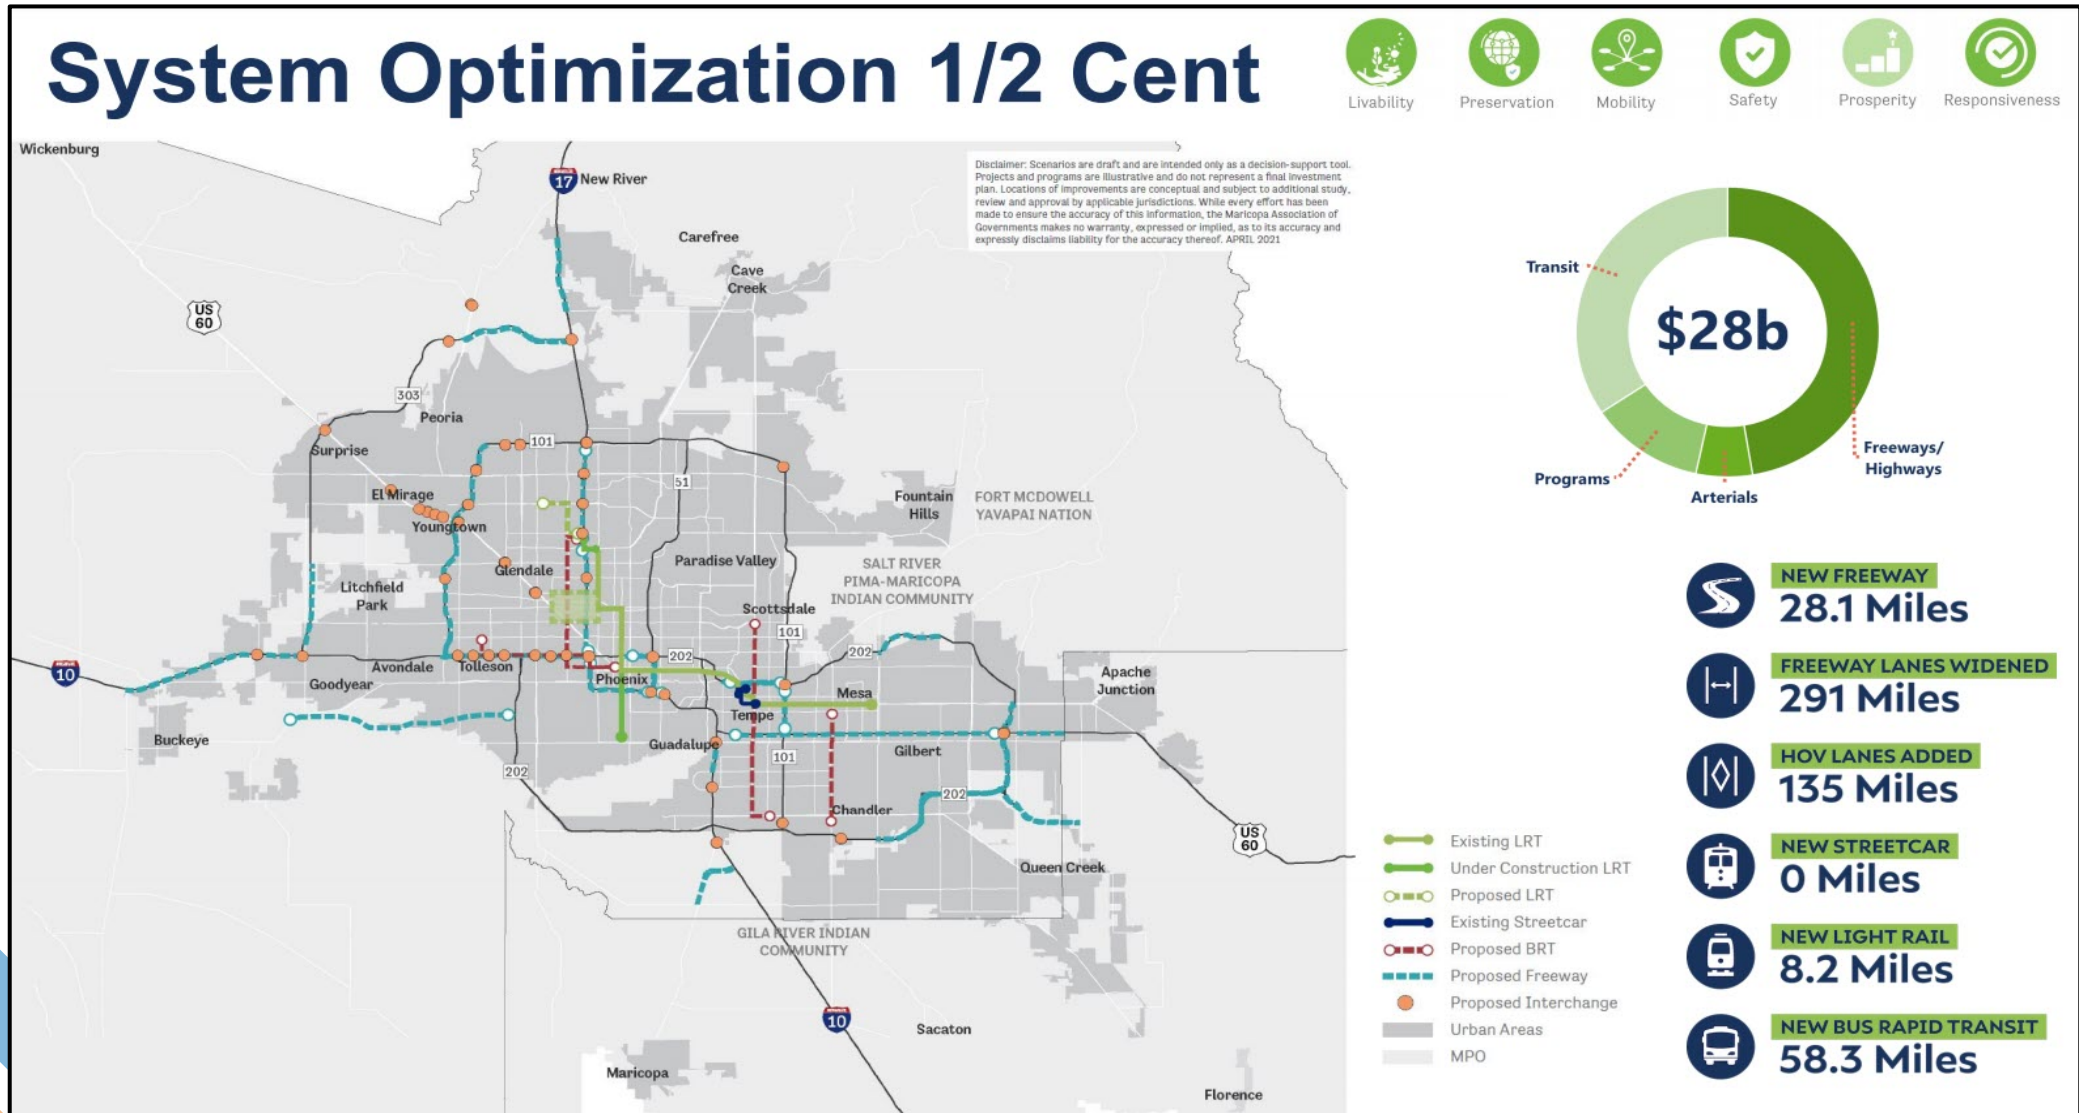 System Optimization 1/2 Cent
Livability
Preservation
Mobility
Safety
Prosperity
Responsiveness
Disclaimer: Scenarios are draft and are intended only as a decision-support tool.
Projects and programs are illustrative and do not represent a final investment
plan. Locations of improvements are conceptual and subject to additional study,
review and approval by applicable jurisdictions. While every effort has been
made to ensure the accuracy of this information, the Maricopa Association of
Governments makes no warranty, expressed or implied, as to its accuracy and
expressly disclaims liability for the accuracy thereof. APRIL 2021
Wickenburg
17
New River
Carefree
Cave
Creek
US
60
303
Peoria
Surprise
101
51
El Mirage
Youngtown
Fountain
Hills
FORT MCDOWELL
YAVAPAI NATION
Glendale
Paradise Valley
SALT RIVER
PIMA-MARICOPA
INDIAN COMMUNITY
Litchfield
Park
Scottsdale
101
202
202
10
Avondale
Tolleson
Goodyear
Phoenix
Mesa
Apache
Junction
Tempe
Buckeye
Guadalupe
Gilbert
101
202
202
Chandler
US
60
Queen Creek
GILA RIVER INDIAN
COMMUNITY
10
Sacaton
Maricopa
Florence
Existing LRT
Under Construction LRT
Proposed LRT
Existing Streetcar
Proposed BRT
Proposed Freeway
Proposed Interchange
Urban Areas
MPO
Transit
$28b
Freeways/
Highways
Programs
Arterials
NEW FREEWAY
28.1 Miles
FREEWAY LANES WIDENED
291 Miles
HOV LANES ADDED
135 Miles
NEW STREETCAR
0 Miles
NEW LIGHT RAIL
8.2 Miles
NEW BUS RAPID TRANSIT
58.3 Miles